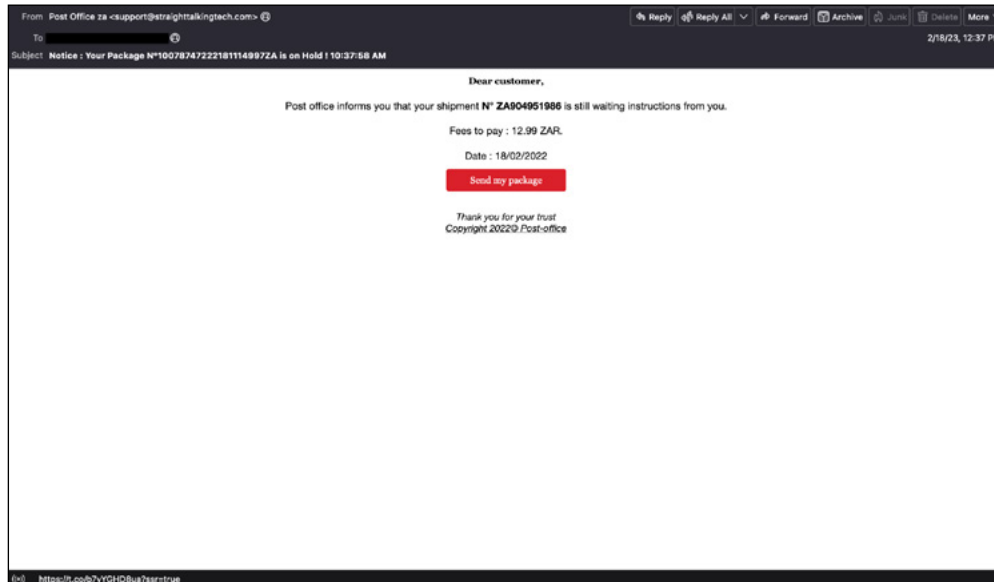 From Post Office za <support@straighttalkingtech.com>
Reply Reply All Forward Archive Junk Delete More
To
2/18/23, 12:37 P
Subject Notice : Your Package N°10078747222181114997ZA is on Hold ! 10:37:58 AM
Dear customer,
Post office informs you that your shipment N° ZA904951986 is still waiting instructions from you.
Fees to pay : 12.99 ZAR.
Date : 18/02/2022
Send my package
Thank you for your trust
Copyright 2022© Post-office
https://t.co/b7yYGHD8ua?ssr=true